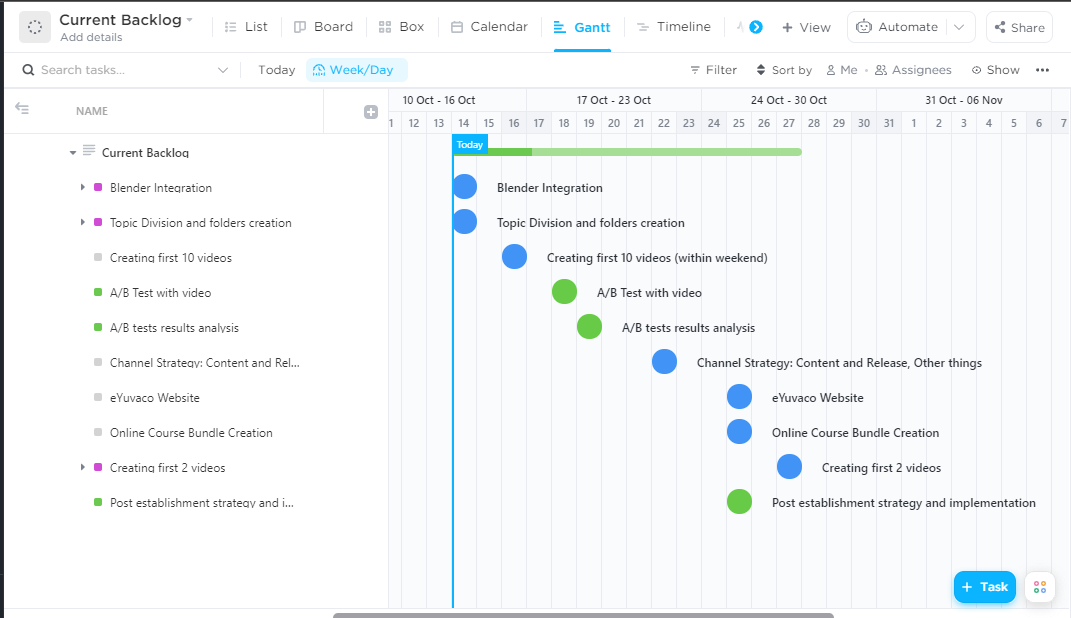 Current Backlog
Add details
List
Board
Box
Calendar
Gantt
Timeline
+ View
Automate
Share
Search tasks...
Today
Week/Day
Filter
Sort by
Me
Assignees
Show
NAME
10 Oct - 16 Oct
17 Oct - 23 Oct
24 Oct - 30 Oct
31 Oct - 06 Nov
1 12 13 14 15 16 17 18 19 20 21 22 23 24 25 26 27 28 29 30 31 1 2 3 4 5 6 7
Today
Current Backlog
Blender Integration
Blender Integration
Topic Division and folders creation
Topic Division and folders creation
Creating first 10 videos
Creating first 10 videos (within weekend)
A/B Test with video
A/B Test with video
A/B tests results analysis
A/B tests results analysis
Channel Strategy: Content and Rel...
Channel Strategy: Content and Release, Other things
eYuvaco Website
eYuvaco Website
Online Course Bundle Creation
Online Course Bundle Creation
Creating first 2 videos
Creating first 2 videos
Post establishment strategy and i...
Post establishment strategy and implementation
+ Task